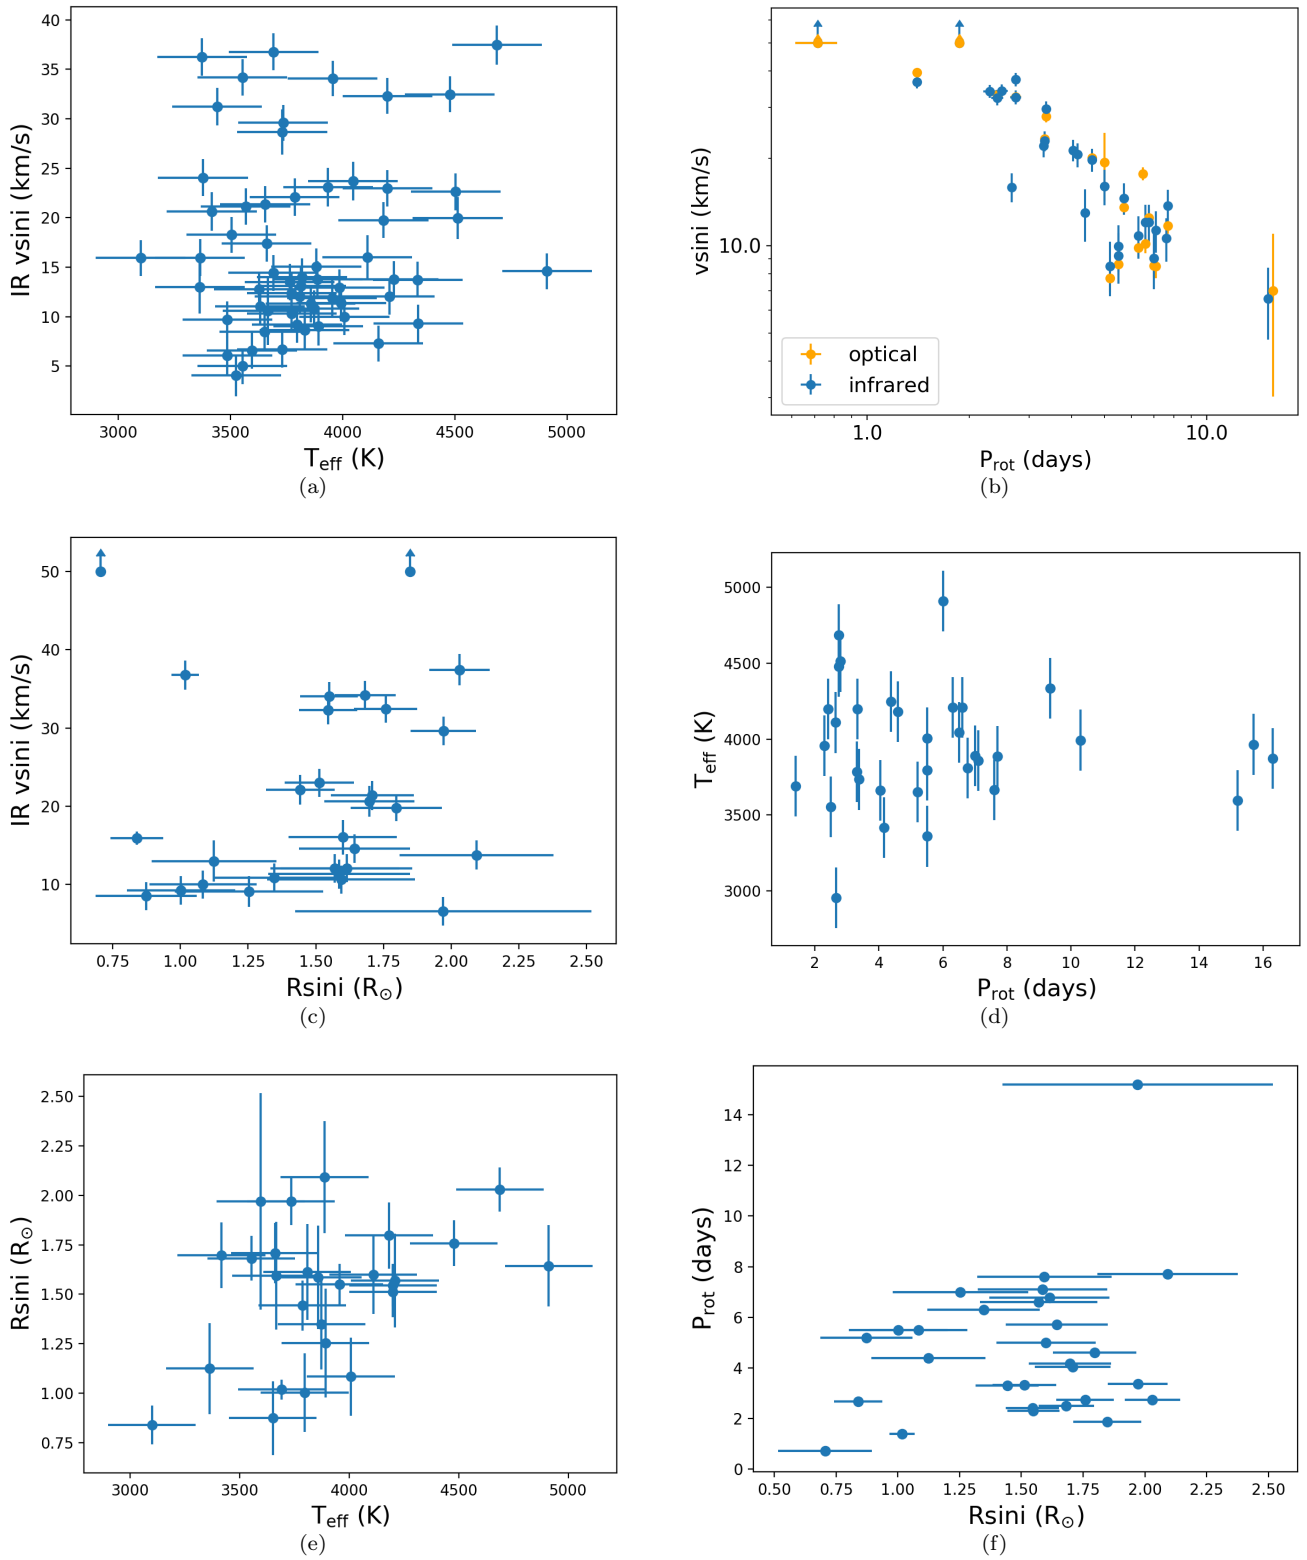 40
35
30
25
20
15
10
5
IR vsini (km/s)
3000 3500 4000 4500 5000
T_eff (K)
(a)
10.0
vsini (km/s)
optical
infrared
1.0 10.0
P_rot (days)
(b)
50
40
30
20
10
IR vsini (km/s)
0.75 1.00 1.25 1.50 1.75 2.00 2.25 2.50
Rsini (R⊙)
(c)
5000
4500
4000
3500
3000
T_eff (K)
2 4 6 8 10 12 14 16
P_rot (days)
(d)
2.50
2.25
2.00
1.75
1.50
1.25
1.00
0.75
Rsini (R⊙)
3000 3500 4000 4500 5000
T_eff (K)
(e)
14
12
10
8
6
4
2
0
P_rot (days)
0.50 0.75 1.00 1.25 1.50 1.75 2.00 2.25 2.50
Rsini (R⊙)
(f)